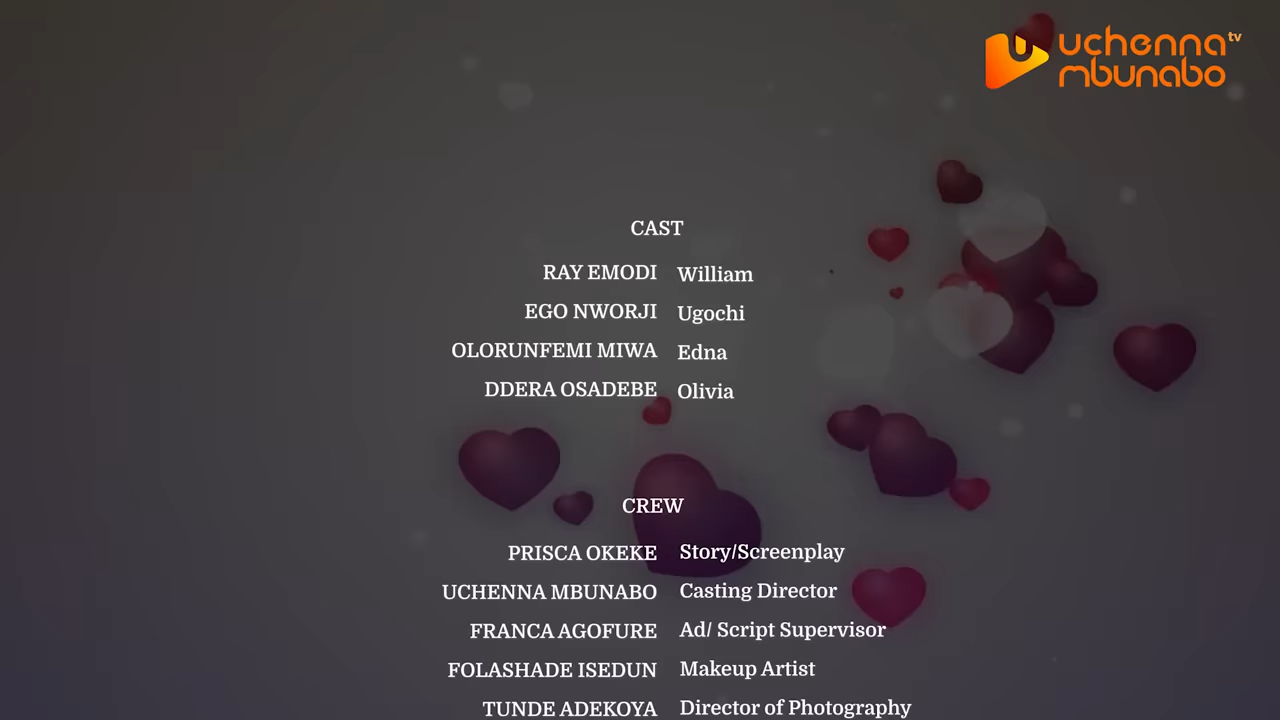 uchenna tv
mbunabo
CAST
RAY EMODI William
EGO NWORJI Ugochi
OLORUNFEMI MIWA Edna
DDERA OSADEBE Olivia
CREW
PRISCA OKEKE Story/Screenplay
UCHENNA MBUNABO Casting Director
FRANCA AGOFURE Ad/ Script Supervisor
FOLASHADE ISEDUN Makeup Artist
TUNDE ADEKOYA Director of Photography